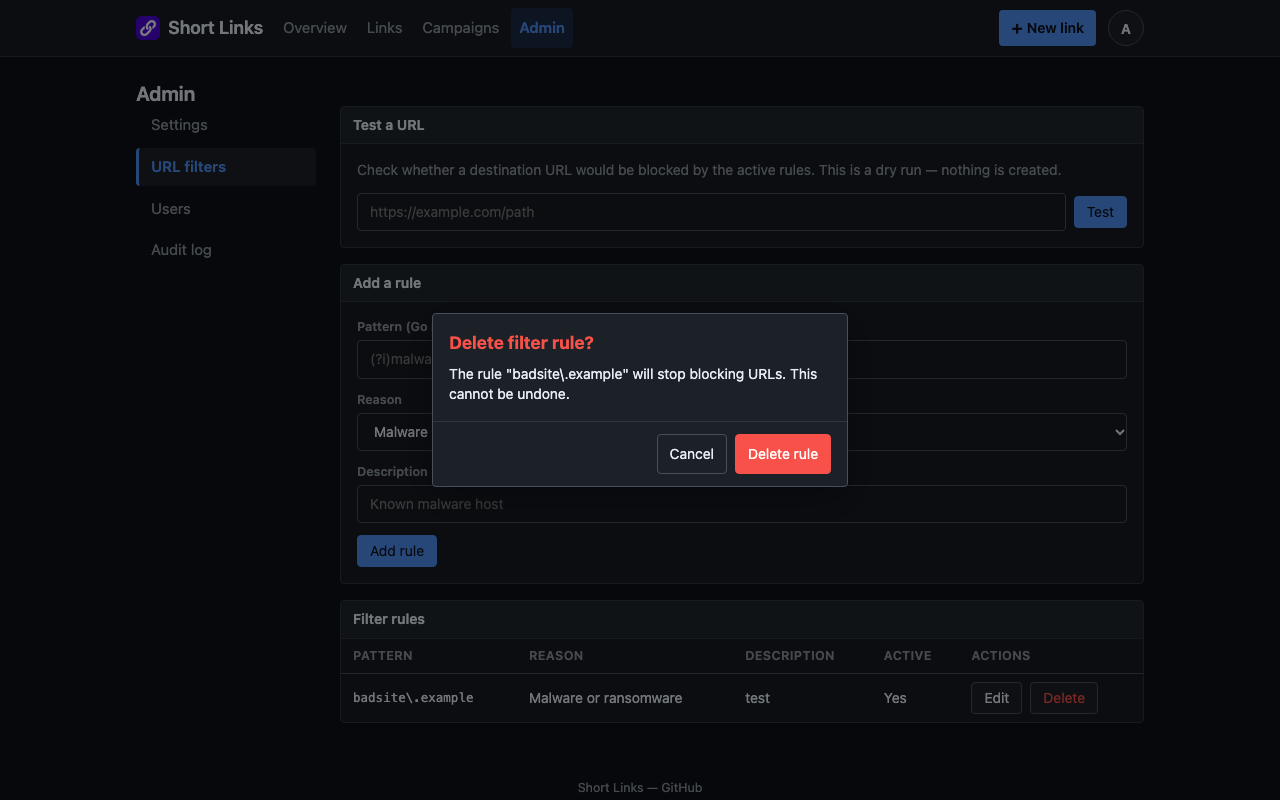 Short Links
Overview
Links
Campaigns
Admin
+ New link
A
Admin
Settings
URL filters
Users
Audit log
Test a URL
Check whether a destination URL would be blocked by the active rules. This is a dry run — nothing is created.
https://example.com/path
Test
Add a rule
Pattern (Go
(?i)malwa
Reason
Malware
Description
Known malware host
Add rule
Delete filter rule?
The rule "badsite\.example" will stop blocking URLs. This
cannot be undone.
Cancel
Delete rule
Filter rules
PATTERN REASON DESCRIPTION ACTIVE ACTIONS
badsite\.example Malware or ransomware test Yes Edit Delete
Short Links — GitHub